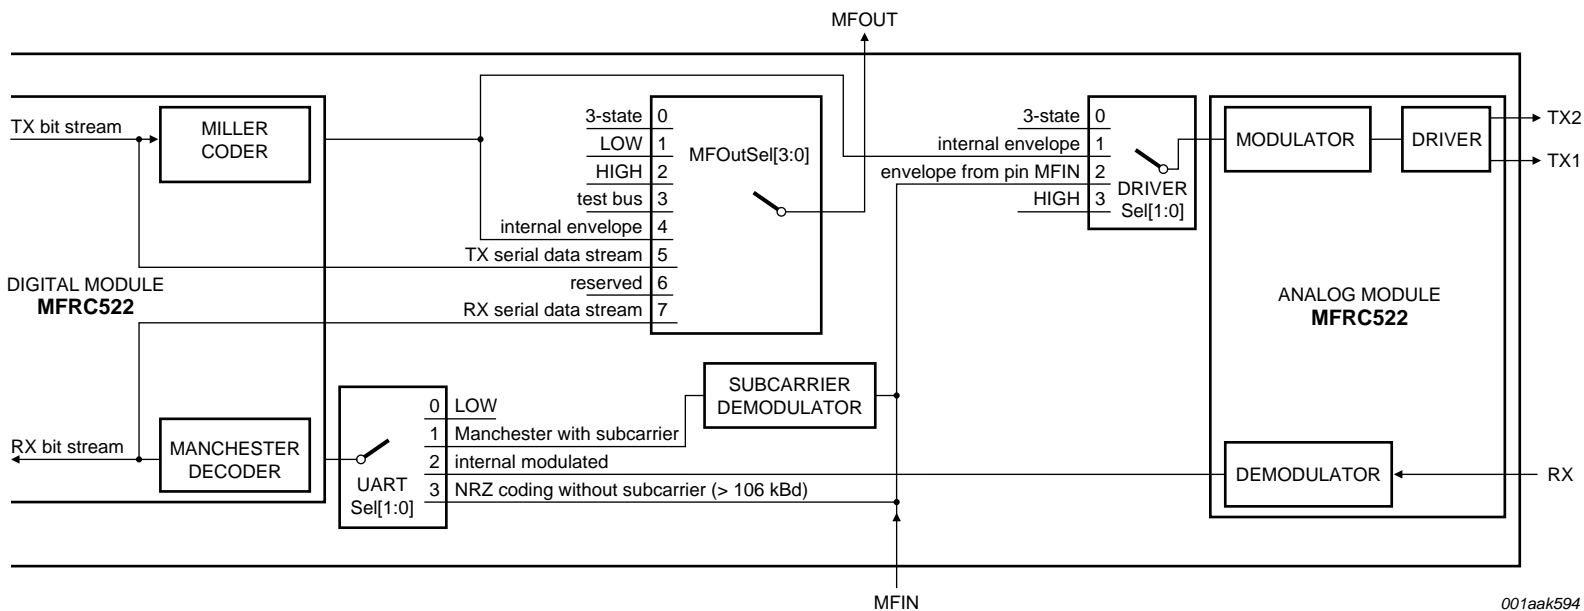 MFOUT
TX bit stream
MILLER
CODER
3-state 0
LOW 1
HIGH 2
test bus 3
internal envelope 4
TX serial data stream 5
reserved 6
RX serial data stream 7
MFOutSel[3:0]
3-state 0
internal envelope 1
envelope from pin MFIN 2
HIGH 3
DRIVER
Sel[1:0]
MODULATOR
DRIVER
TX2
TX1
DIGITAL MODULE
MFRC522
ANALOG MODULE
MFRC522
SUBCARRIER
DEMODULATOR
RX bit stream
MANCHESTER
DECODER
UART
Sel[1:0]
0 LOW
1 Manchester with subcarrier
2 internal modulated
3 NRZ coding without subcarrier (> 106 kBd)
DEMODULATOR
RX
MFIN
001aak594